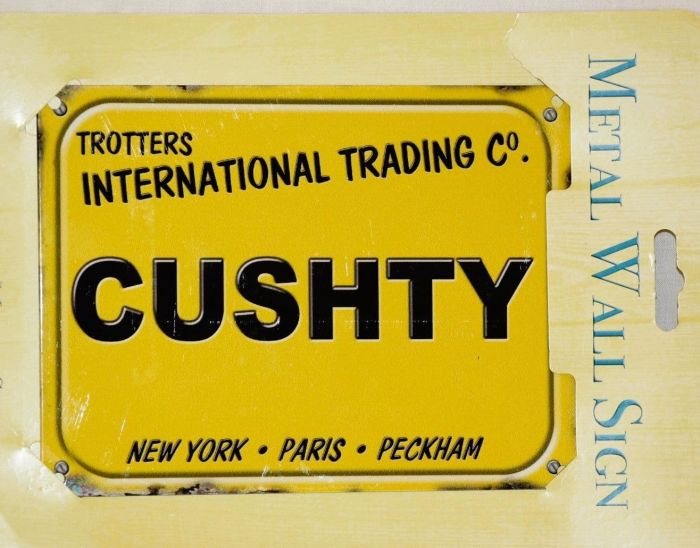 TROTTERS
INTERNATIONAL TRADING Cº.
CUSHTY
NEW YORK • PARIS • PECKHAM
METAL WALL SIGN